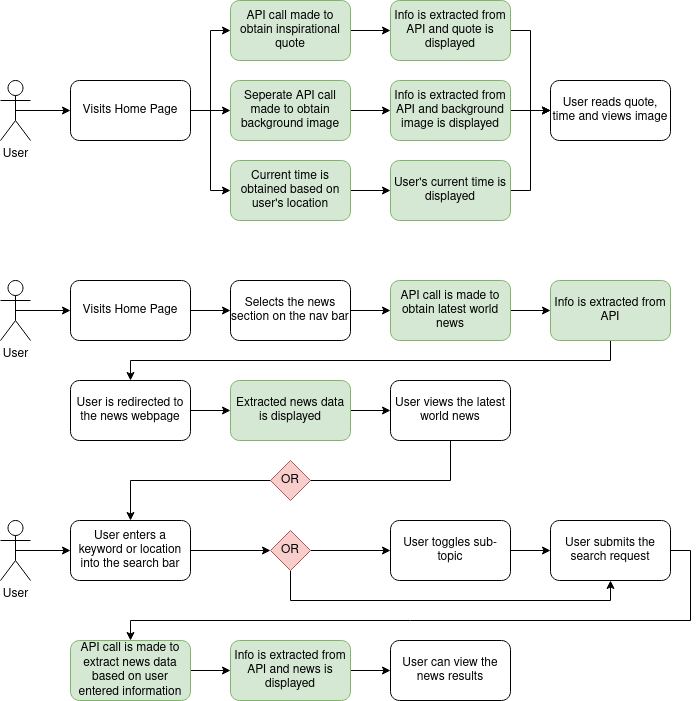 API call made to
obtain inspirational
quote
Info is extracted from
API and quote is
displayed
User
Visits Home Page
Seperate API call
made to obtain
background image
Info is extracted from
API and background
image is displayed
User reads quote,
time and views image
Current time is
obtained based on
user's location
User's current time is
displayed
User
Visits Home Page
Selects the news
section on the nav bar
API call is made to
obtain latest world
news
Info is extracted from
API
User is redirected to
the news webpage
Extracted news data
is displayed
User views the latest
world news
OR
User
User enters a
keyword or location
into the search bar
OR
User toggles sub-
topic
User submits the
search request
API call is made to
extract news data
based on user
entered information
Info is extracted from
API and news is
displayed
User can view the
news results